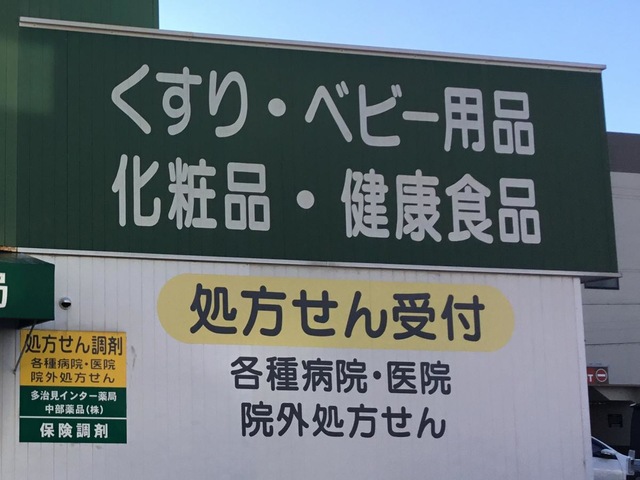 くすり・ベビー用品
化粧品・健康食品
処方せん受付
各種病院・医院
院外処方せん
局
処方せん調剤
各種病院・医院
院外処方せん
多治見インター薬局
中部薬品(株)
保険調剤